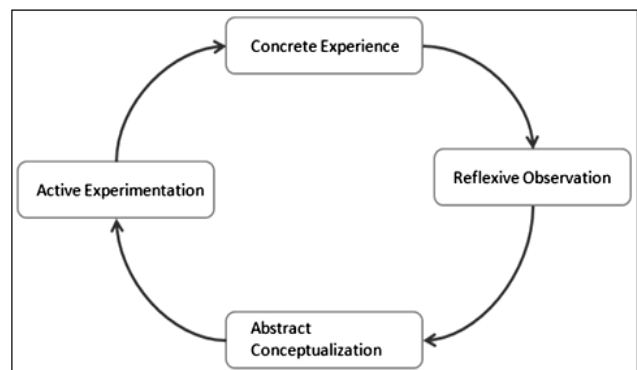 Concrete Experience
Reflexive Observation
Active Experimentation
Abstract
Conceptualization